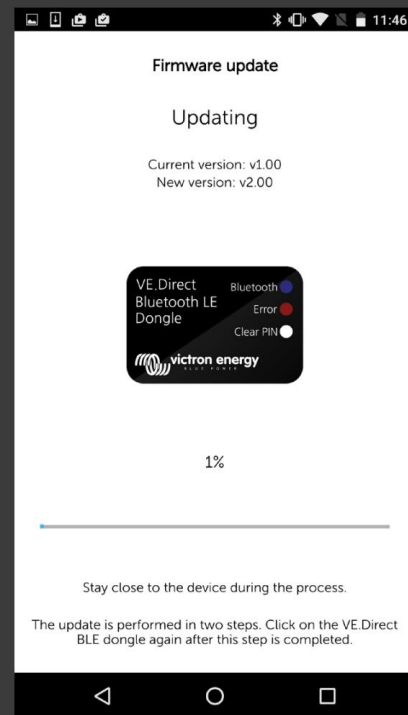 11:46
Firmware update
Updating
Current version: v1.00
New version: v2.00
VE.Direct
Bluetooth LE
Dongle
Bluetooth
Error
Clear PIN
victron energy
BLUE POWER
1%
Stay close to the device during the process.
The update is performed in two steps. Click on the VE.Direct
BLE dongle again after this step is completed.